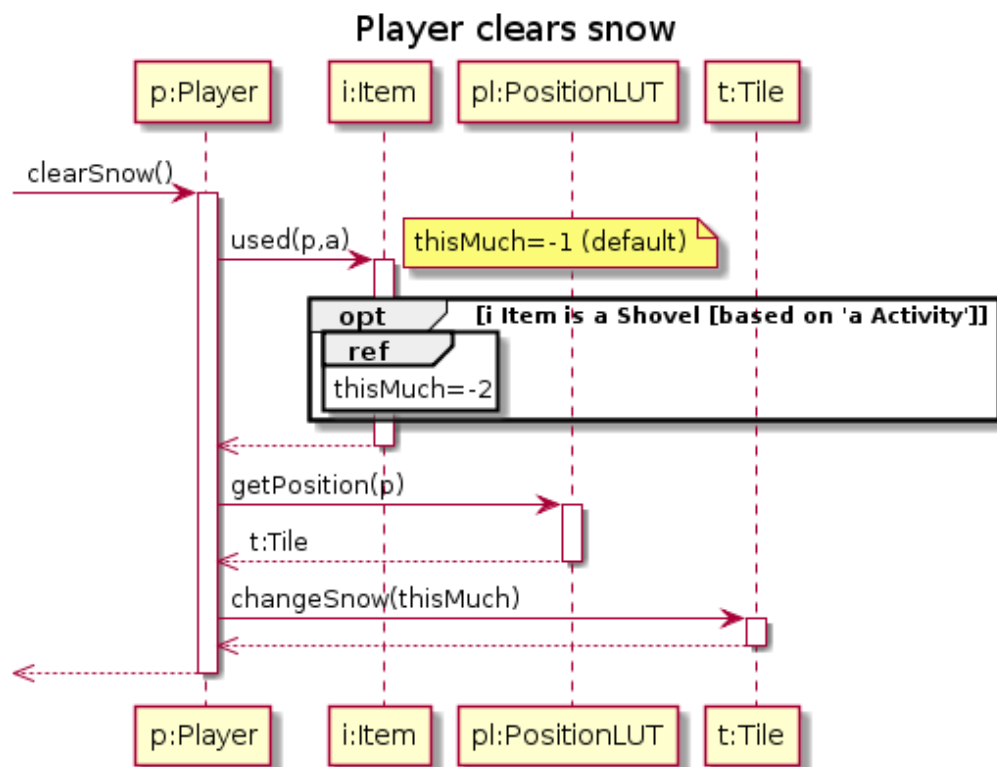 Player clears snow
p:Player
i:Item
pl:PositionLUT
t:Tile
clearSnow()
used(p,a)
thisMuch=-1 (default)
opt
[i Item is a Shovel [based on 'a Activity']]
ref
thisMuch=-2
getPosition(p)
t:Tile
changeSnow(thisMuch)
p:Player
i:Item
pl:PositionLUT
t:Tile